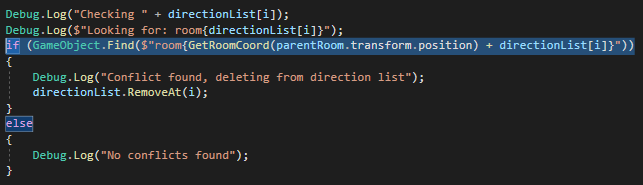 Debug.Log("Checking " + directionList[i]);
Debug.Log($"Looking for: room{directionList[i]}");
if (GameObject.Find($"room{GetRoomCoord(parentRoom.transform.position) + directionList[i]}"))
{
Debug.Log("Conflict found, deleting from direction list");
directionList.RemoveAt(i);
}
else
{
Debug.Log("No conflicts found");
}